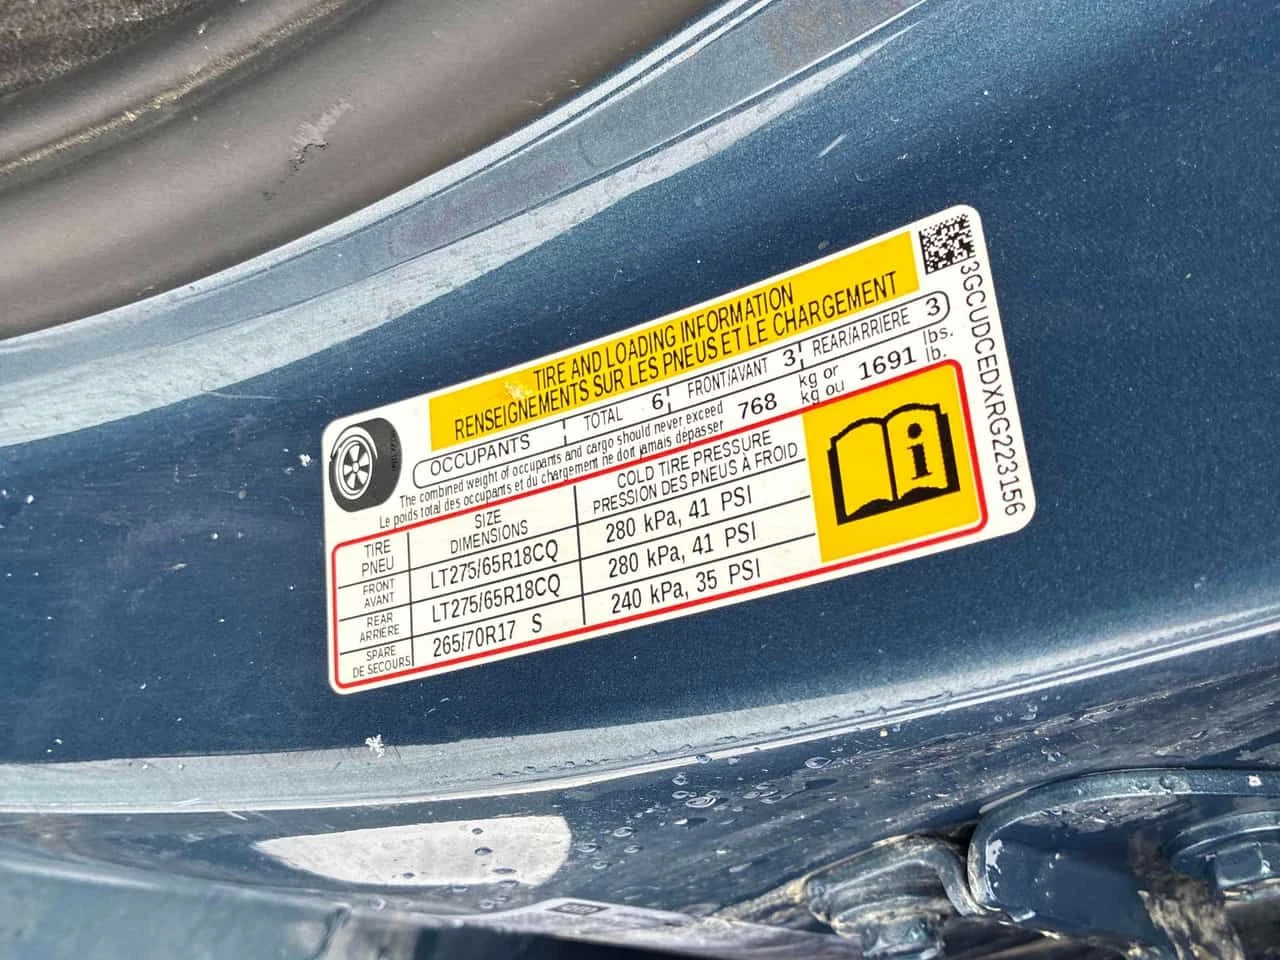 TIRE AND LOADING INFORMATION
RENSEIGNEMENTS SUR LES PNEUS ET LE CHARGEMENT
OCCUPANTS TOTAL 6 FRONT/AVANT 3 REAR/ARRIÈRE 3
The combined weight of occupants and cargo should never exceed 768 kg or 1691 lbs.
Le poids total des occupants et du chargement ne doit jamais dépasser kg ou lb.
TIRE SIZE COLD TIRE PRESSURE
PNEU DIMENSIONS PRESSION DES PNEUS À FROID
FRONT
AVANT LT275/65R18CQ 280 kPa, 41 PSI
REAR
ARRIÈRE LT275/65R18CQ 280 kPa, 41 PSI
SPARE
DE SECOURS 265/70R17 S 240 kPa, 35 PSI
i
3GCUDCEDXRG223156